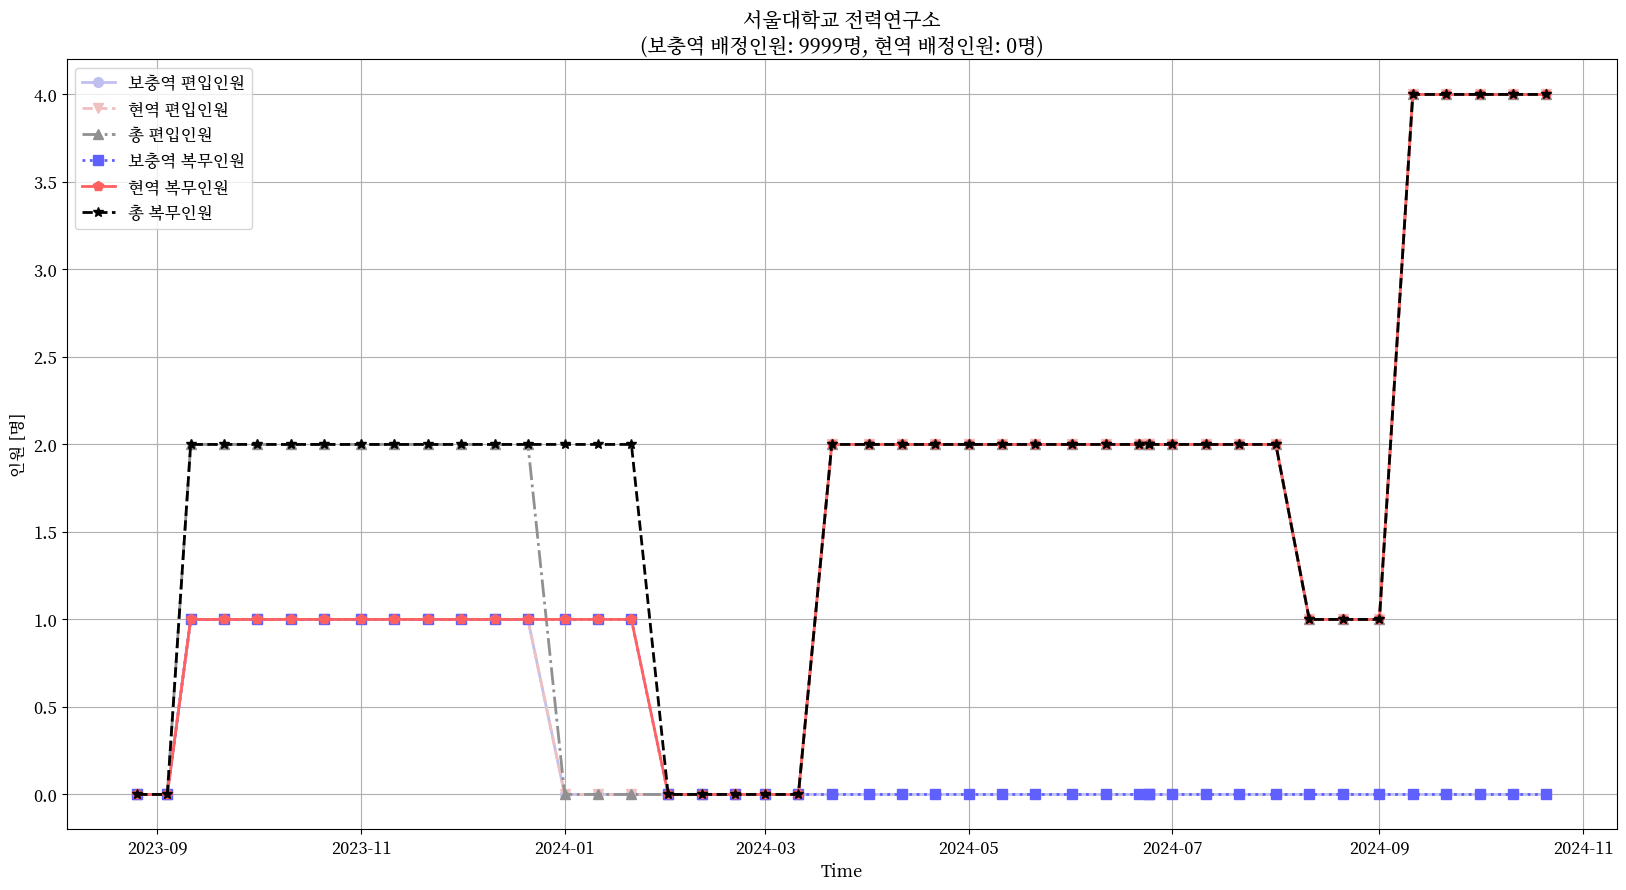 서울대학교 전력연구소
(보충역 배정인원: 9999명, 현역 배정인원: 0명)
보충역 편입인원
현역 편입인원
총 편입인원
보충역 복무인원
현역 복무인원
총 복무인원
4.0
3.5
3.0
2.5
2.0
1.5
1.0
0.5
0.0
인원 [명]
2023-09
2023-11
2024-01
2024-03
2024-05
2024-07
2024-09
2024-11
Time